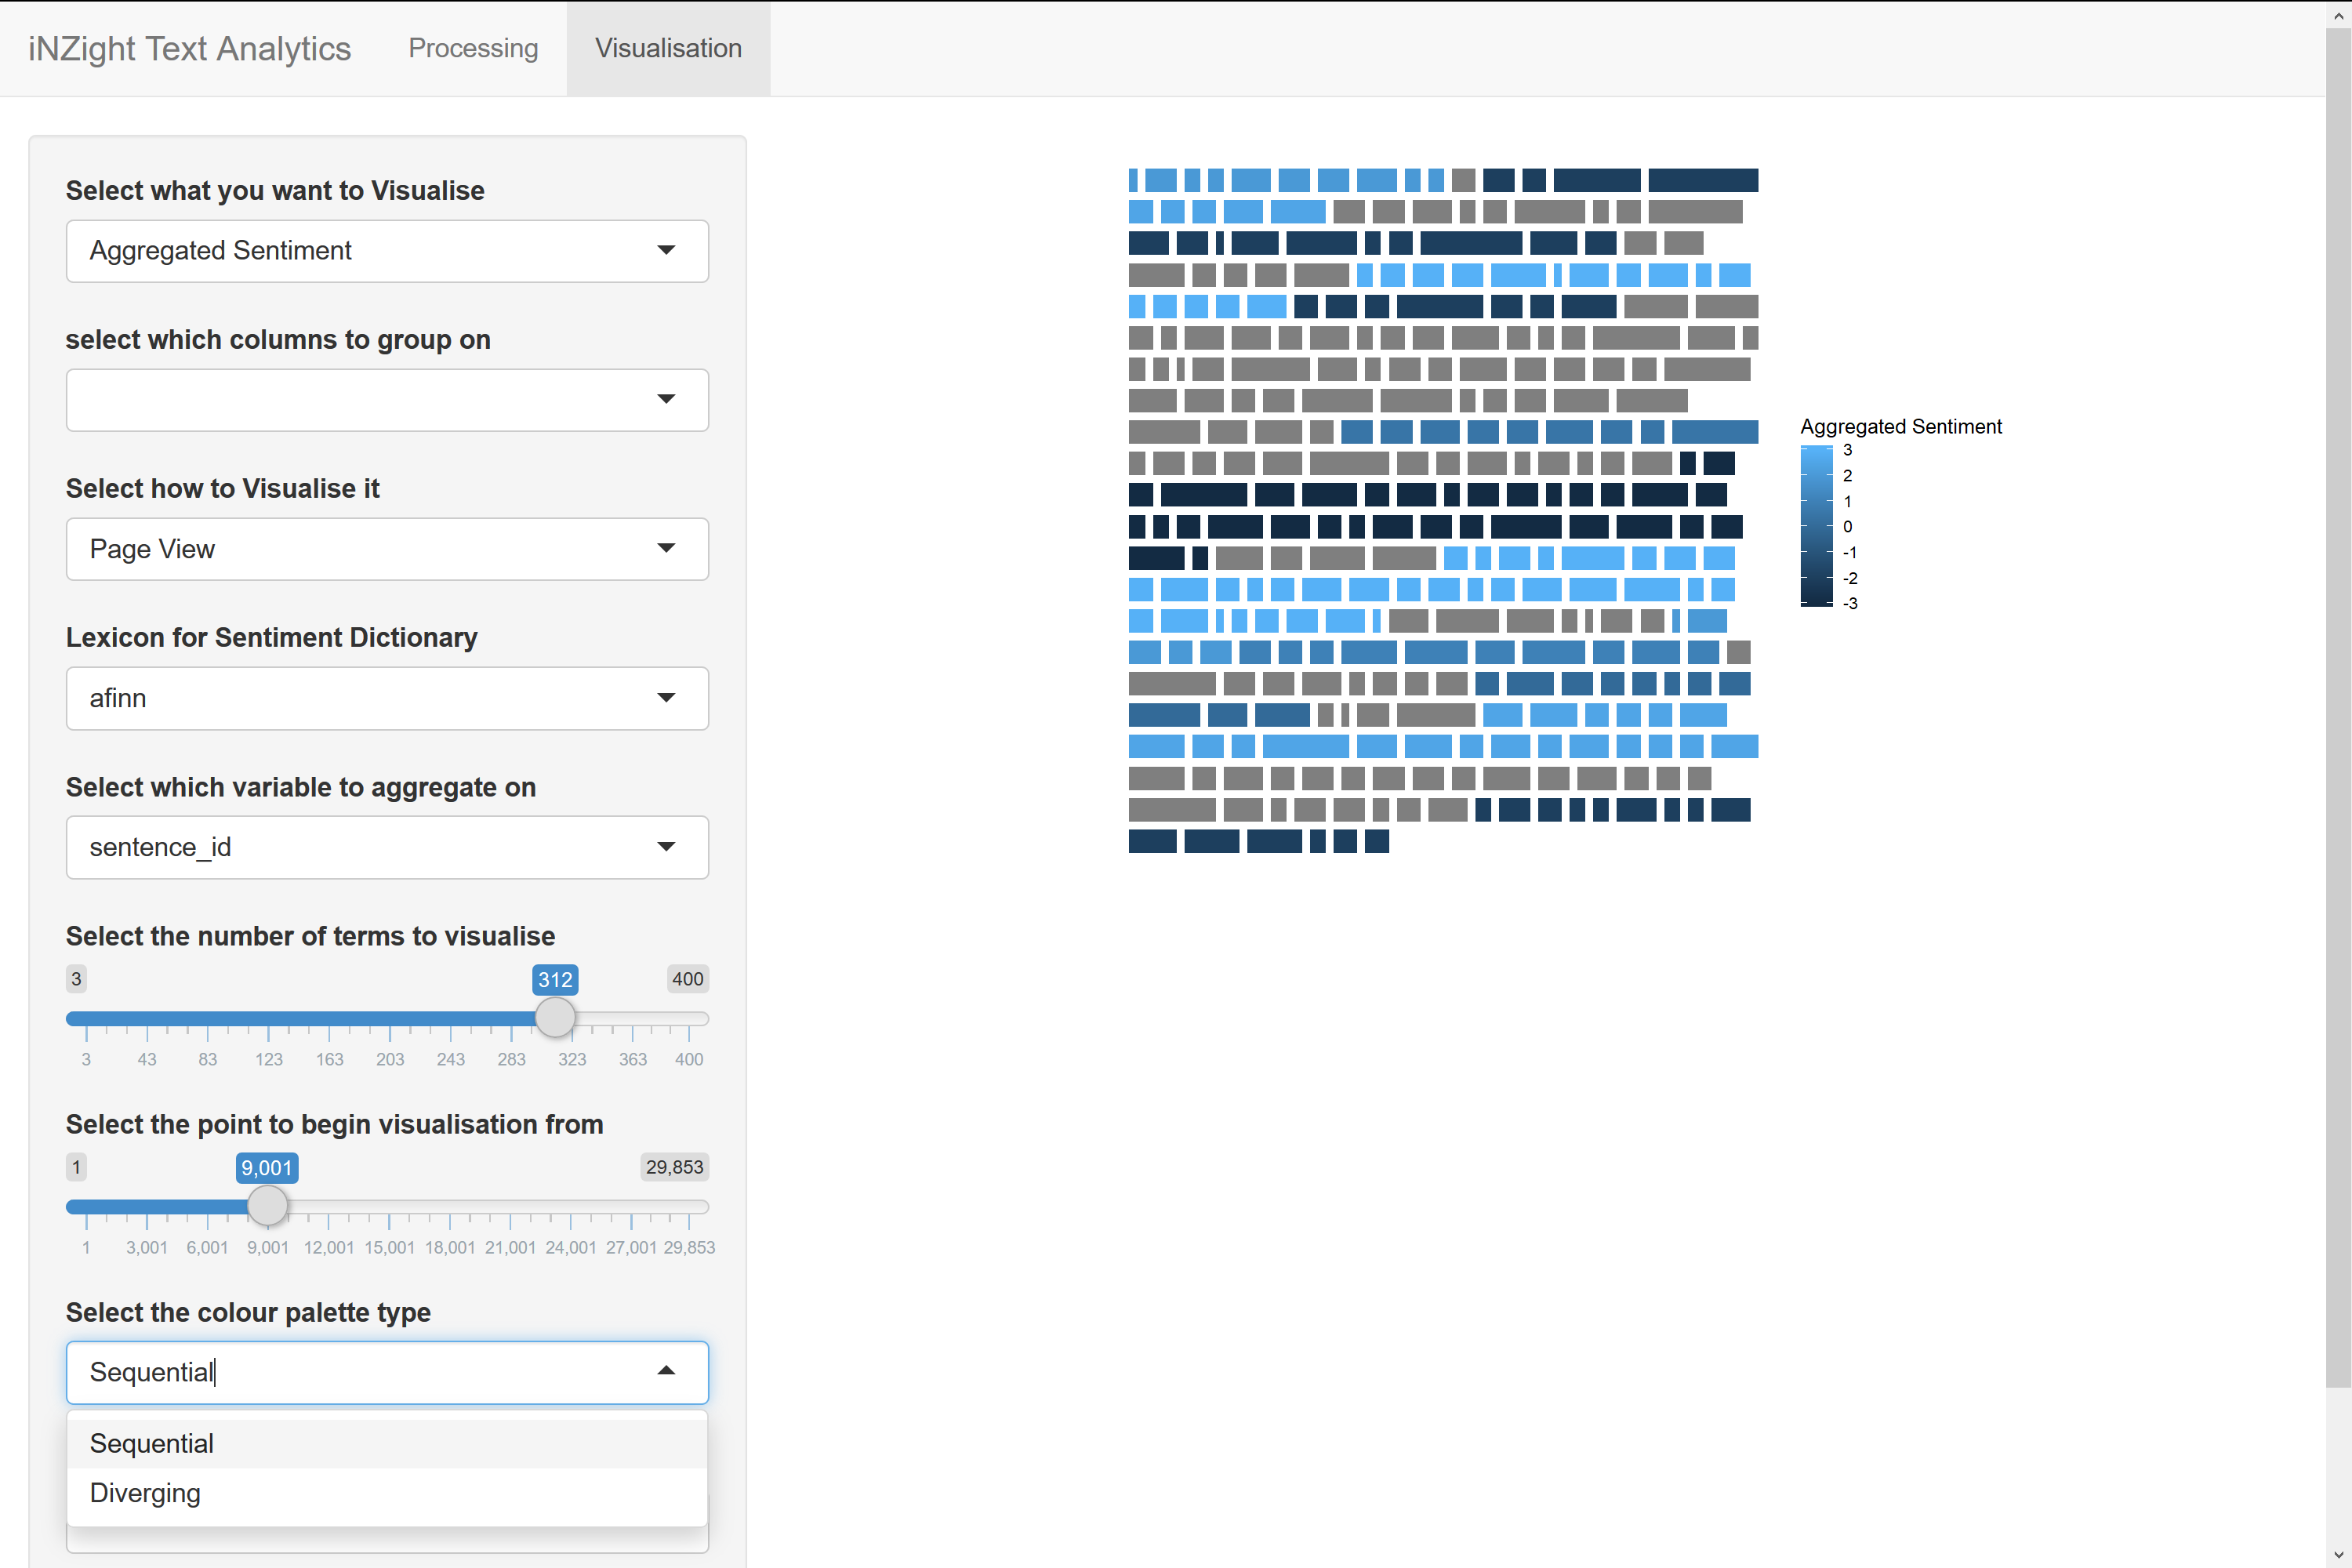 iNZight Text Analytics Processing Visualisation
Select what you want to Visualise
Aggregated Sentiment
select which columns to group on
Select how to Visualise it
Page View
Lexicon for Sentiment Dictionary
afinn
Select which variable to aggregate on
sentence_id
Select the number of terms to visualise
3 312 400
3 43 83 123 163 203 243 283 323 363 400
Select the point to begin visualisation from
1 9,001 29,853
1 3,001 6,001 9,001 12,001 15,001 18,001 21,001 24,001 27,001 29,853
Select the colour palette type
Sequential
Sequential
Diverging
Aggregated Sentiment
3
2
1
0
-1
-2
-3